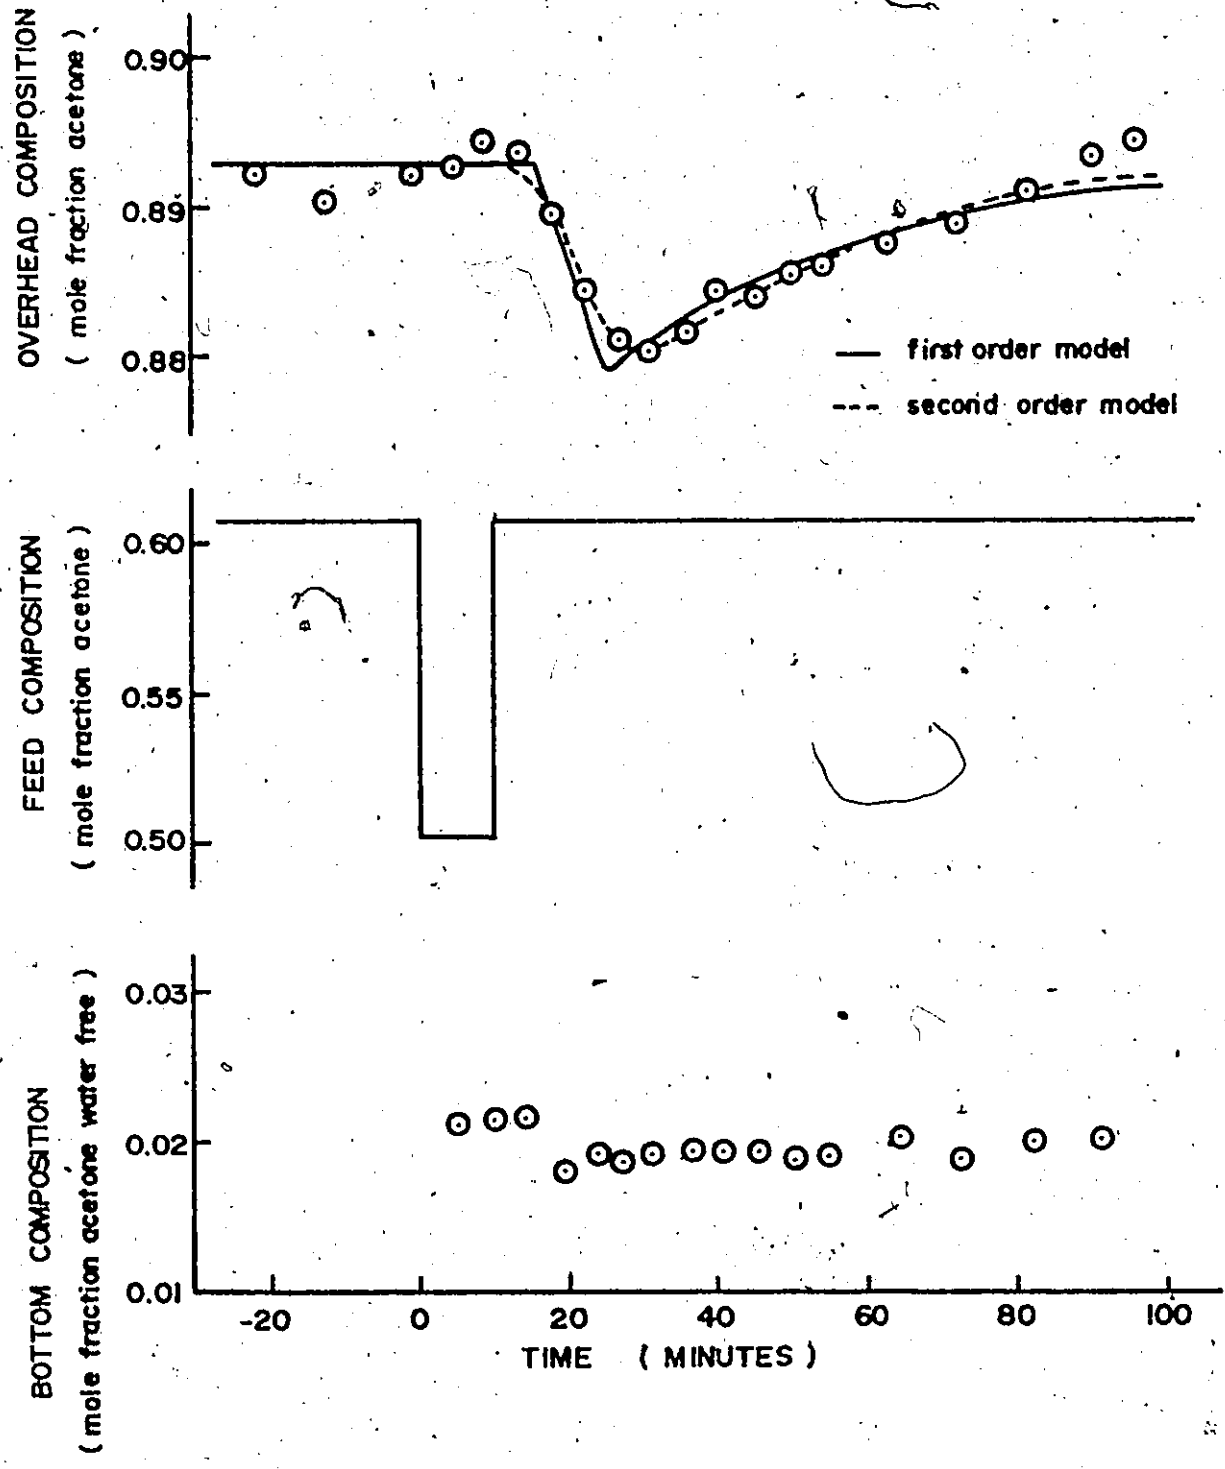 OVERHEAD COMPOSITION
( mole fraction acetone )
0.90
0.89
0.88
first order model
second order model
FEED COMPOSITION
( mole fraction acetone )
0.60
0.55
0.50
BOTTOM COMPOSITION
( mole fraction acetone water free )
0.03
0.02
0.01
-20 0 20 40 60 80 100
TIME ( MINUTES )